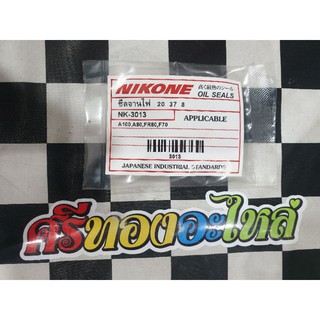 NIKONE
OIL SEALS
ซีลจานไฟ 20 37 8
NK-3013
APPLICABLE
A100,A80,FR80,F70
3013
JAPANESE INDUSTRIAL STANDARDS
ศรีทองอะไหล่